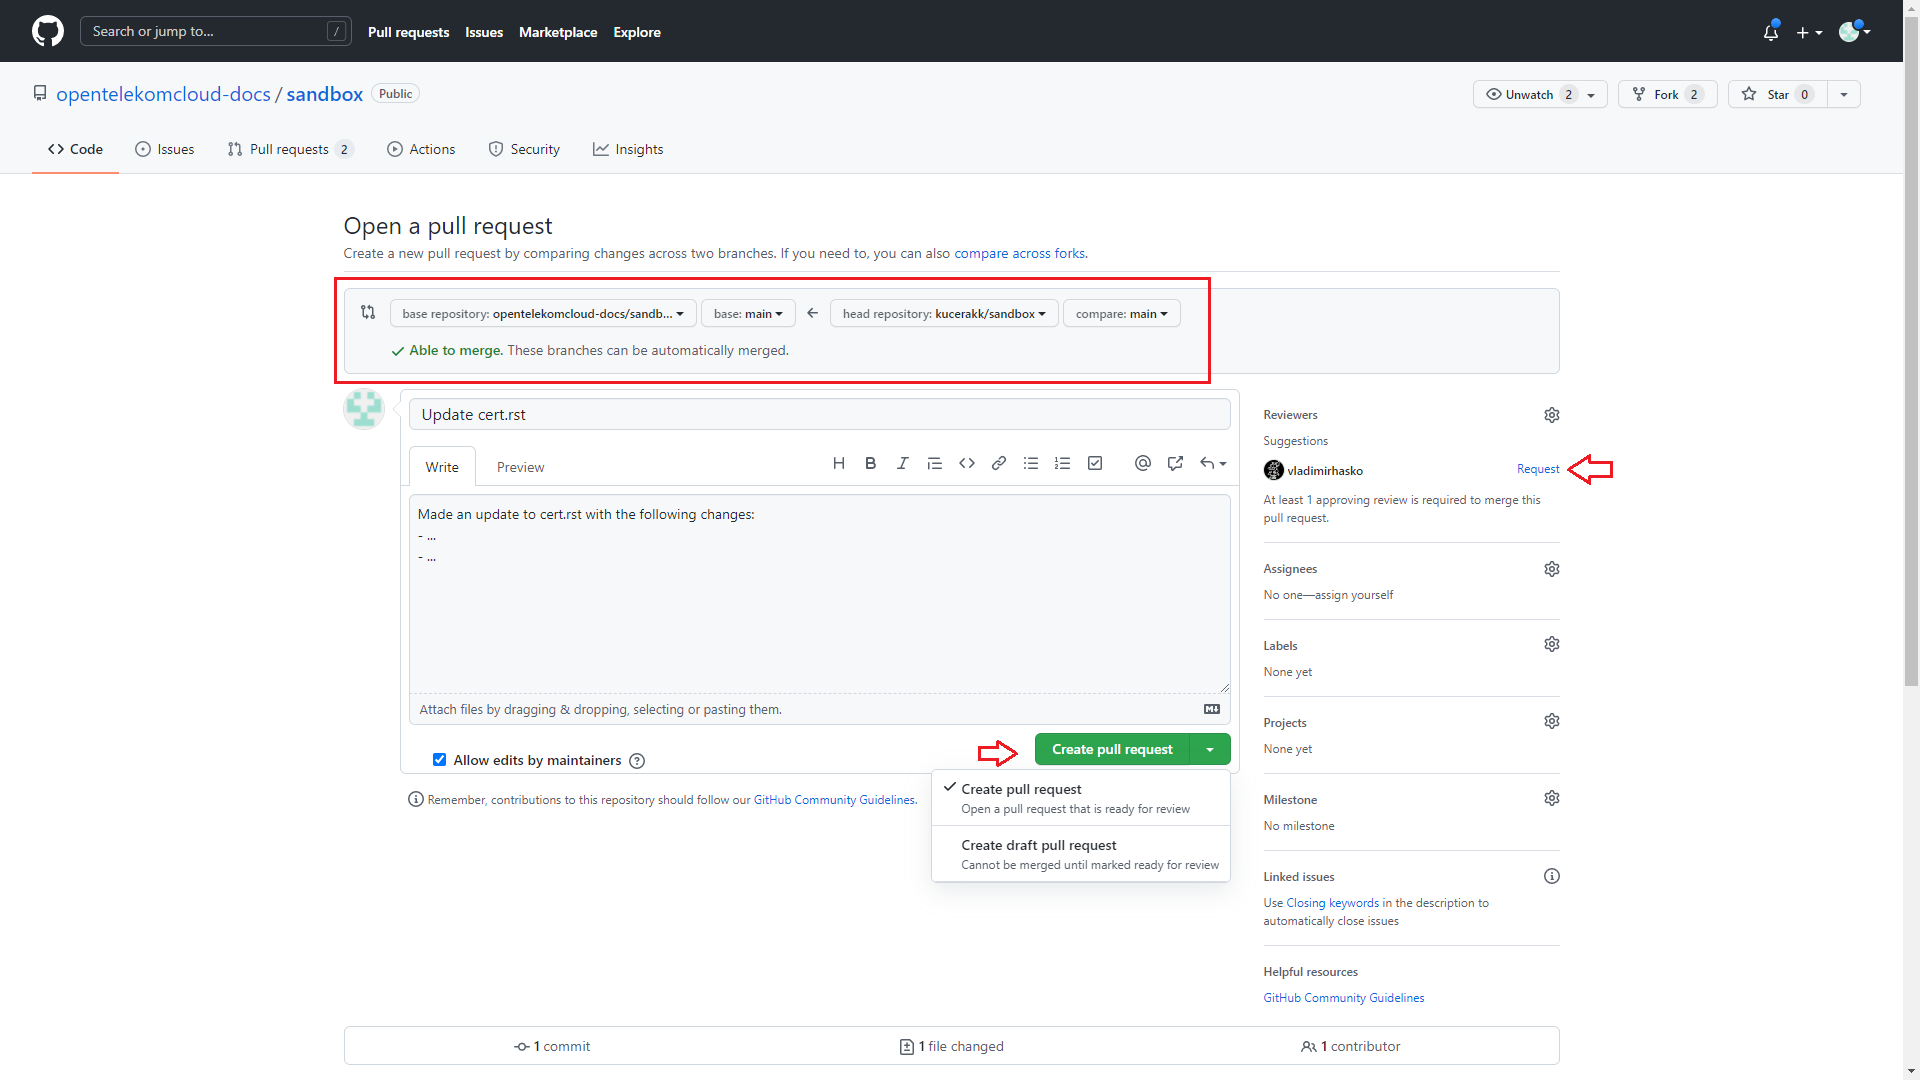 Search or jump to... /
Pull requests Issues Marketplace Explore
opentelekomcloud-docs / sandbox Public
Unwatch 2 Fork 2 Star 0
Code Issues Pull requests 2 Actions Security Insights
Open a pull request
Create a new pull request by comparing changes across two branches. If you need to, you can also compare across forks.
base repository: opentelekomcloud-docs/sandb... base: main head repository: kucerakk/sandbox compare: main
Able to merge. These branches can be automatically merged.
Update cert.rst
Write Preview
H B I
Made an update to cert.rst with the following changes:
- ...
- ...
Attach files by dragging & dropping, selecting or pasting them.
Allow edits by maintainers
Create pull request
Remember, contributions to this repository should follow our GitHub Community Guidelines.
Create pull request
Open a pull request that is ready for review
Create draft pull request
Cannot be merged until marked ready for review
Reviewers
Suggestions
vladimirhasko Request
At least 1 approving review is required to merge this
pull request.
Assignees
No one—assign yourself
Labels
None yet
Projects
None yet
Milestone
No milestone
Linked issues
Use Closing keywords in the description to
automatically close issues
Helpful resources
GitHub Community Guidelines
1 commit 1 file changed 1 contributor